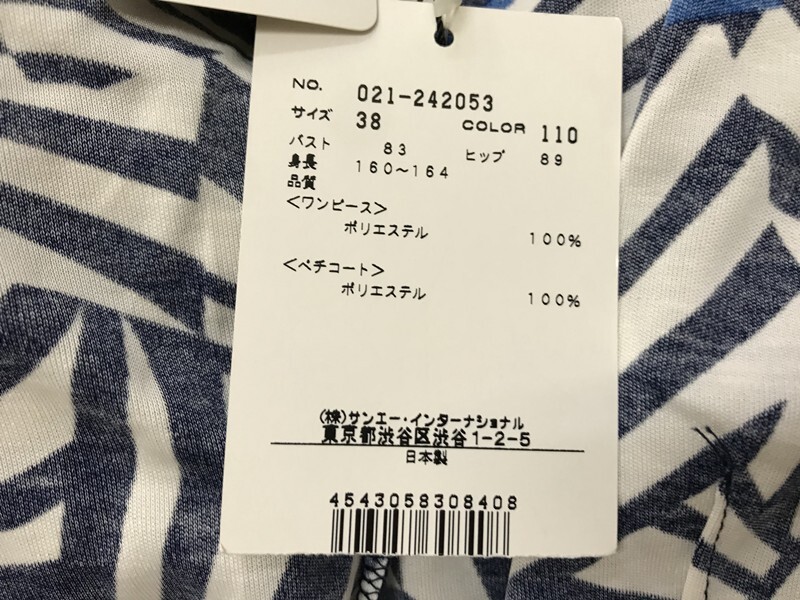 NO. 021-242053
サイズ 38 COLOR 110
バスト 83 ヒップ 89
身長 160〜164
品質
<ワンピース>
ポリエステル 100%
<ペチコート>
ポリエステル 100%
(株)サンエー・インターナショナル
東京都渋谷区渋谷1-2-5
日本製
4543058308408